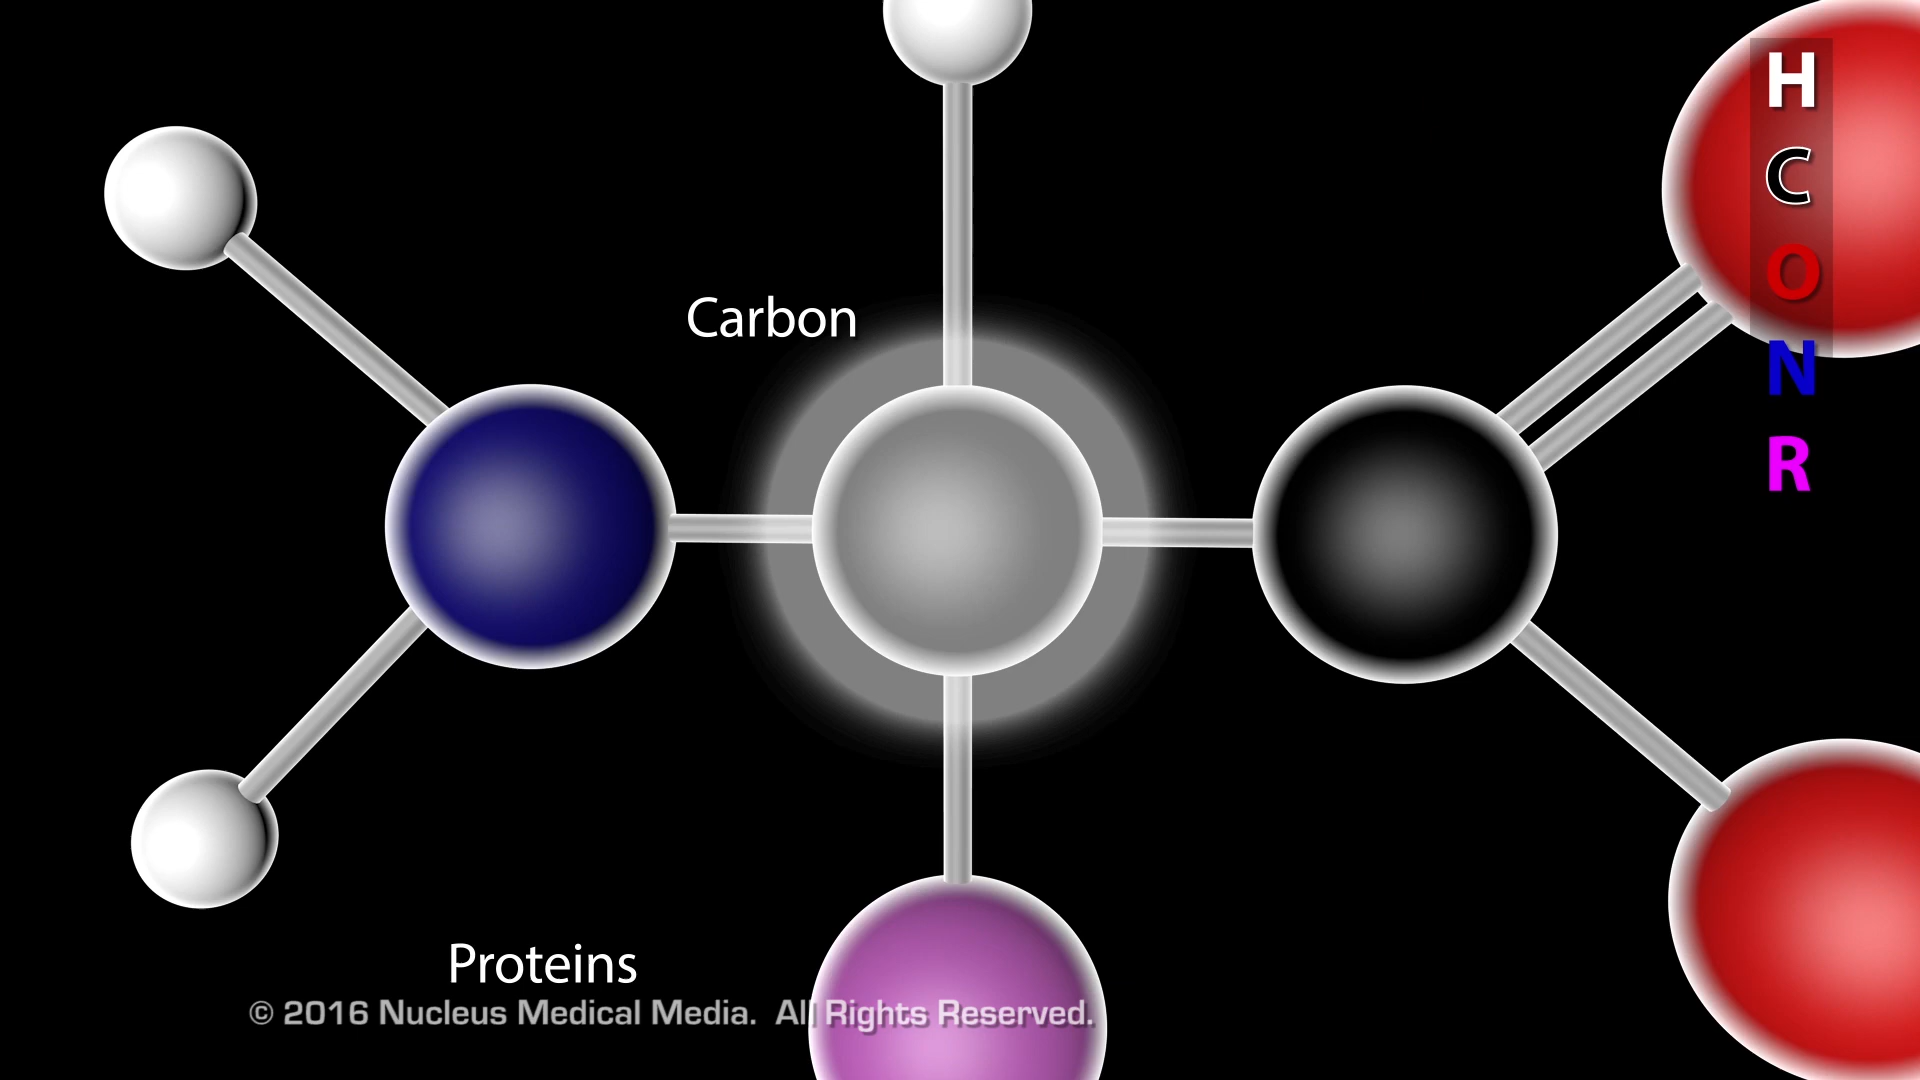 Carbon
H
C
O
N
R
Proteins
© 2016 Nucleus Medical Media. All Rights Reserved.